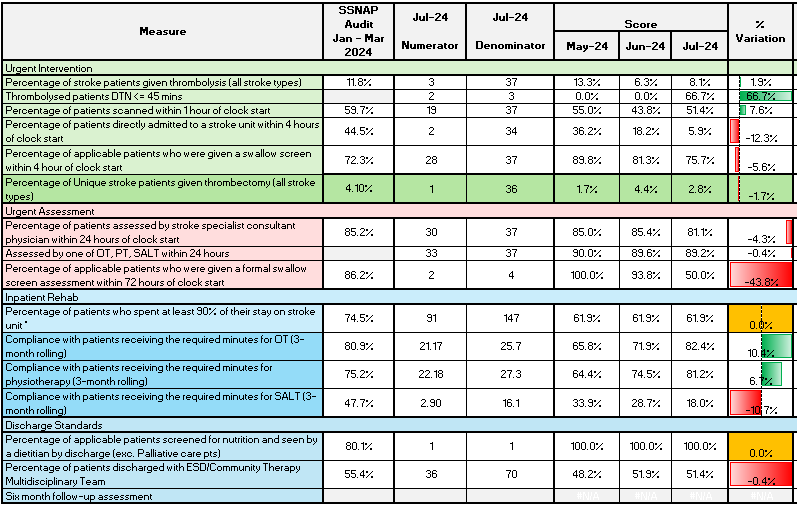 Measure SSNAP Audit Jan - Mar 2024 Jul-24 Numerator Jul-24 Denominator Score % Variation
May-24 Jun-24 Jul-24
Urgent Intervention
Percentage of stroke patients given thrombolysis (all stroke types) 11.8% 3 37 13.3% 6.3% 8.1% 1.9%
Thrombolysed patients DTN <= 45 mins 2 3 0.0% 0.0% 66.7% 66.7%
Percentage of patients scanned within 1 hour of clock start 59.7% 19 37 55.0% 43.8% 51.4% 7.6%
Percentage of patients directly admitted to a stroke unit within 4 hours
of clock start 44.5% 2 34 36.2% 18.2% 5.9% -12.3%
Percentage of applicable patients who were given a swallow screen
within 4 hour of clock start 72.3% 28 37 89.8% 81.3% 75.7% -5.6%
Percentage of Unique stroke patients given thrombectomy (all stroke
types) 4.10% 1 36 1.7% 4.4% 2.8% -1.7%
Urgent Assessment
Percentage of patients assessed by stroke specialist consultant
physician within 24 hours of clock start 85.2% 30 37 85.0% 85.4% 81.1% -4.3%
Assessed by one of OT, PT, SALT within 24 hours 33 37 90.0% 89.6% 89.2% -0.4%
Percentage of applicable patients who were given a formal swallow
screen assessment within 72 hours of clock start 86.2% 2 4 100.0% 93.8% 50.0% -43.8%
Inpatient Rehab
Percentage of patients who spent at least 90% of their stay on stroke
unit * 74.5% 91 147 61.9% 61.9% 61.9% 0.0%
Compliance with patients receiving the required minutes for OT (3-
month rolling) 80.9% 21.17 25.7 65.8% 71.9% 82.4% 10.4%
Compliance with patients receiving the required minutes for
physiotherapy (3-month rolling) 75.2% 22.18 27.3 64.4% 74.5% 81.2% 6.7%
Compliance with patients receiving the required minutes for SALT (3-
month rolling) 47.7% 2.90 16.1 33.9% 28.7% 18.0% -10.7%
Discharge Standards
Percentage of applicable patients screened for nutrition and seen by
a dietitian by discharge (exc. Palliative care pts) 80.1% 1 1 100.0% 100.0% 100.0% 0.0%
Percentage of patients discharged with ESD/Community Therapy
Multidisciplinary Team 55.4% 36 70 48.2% 51.9% 51.4% -0.4%
Six month follow-up assessment #N/A #N/A #N/A